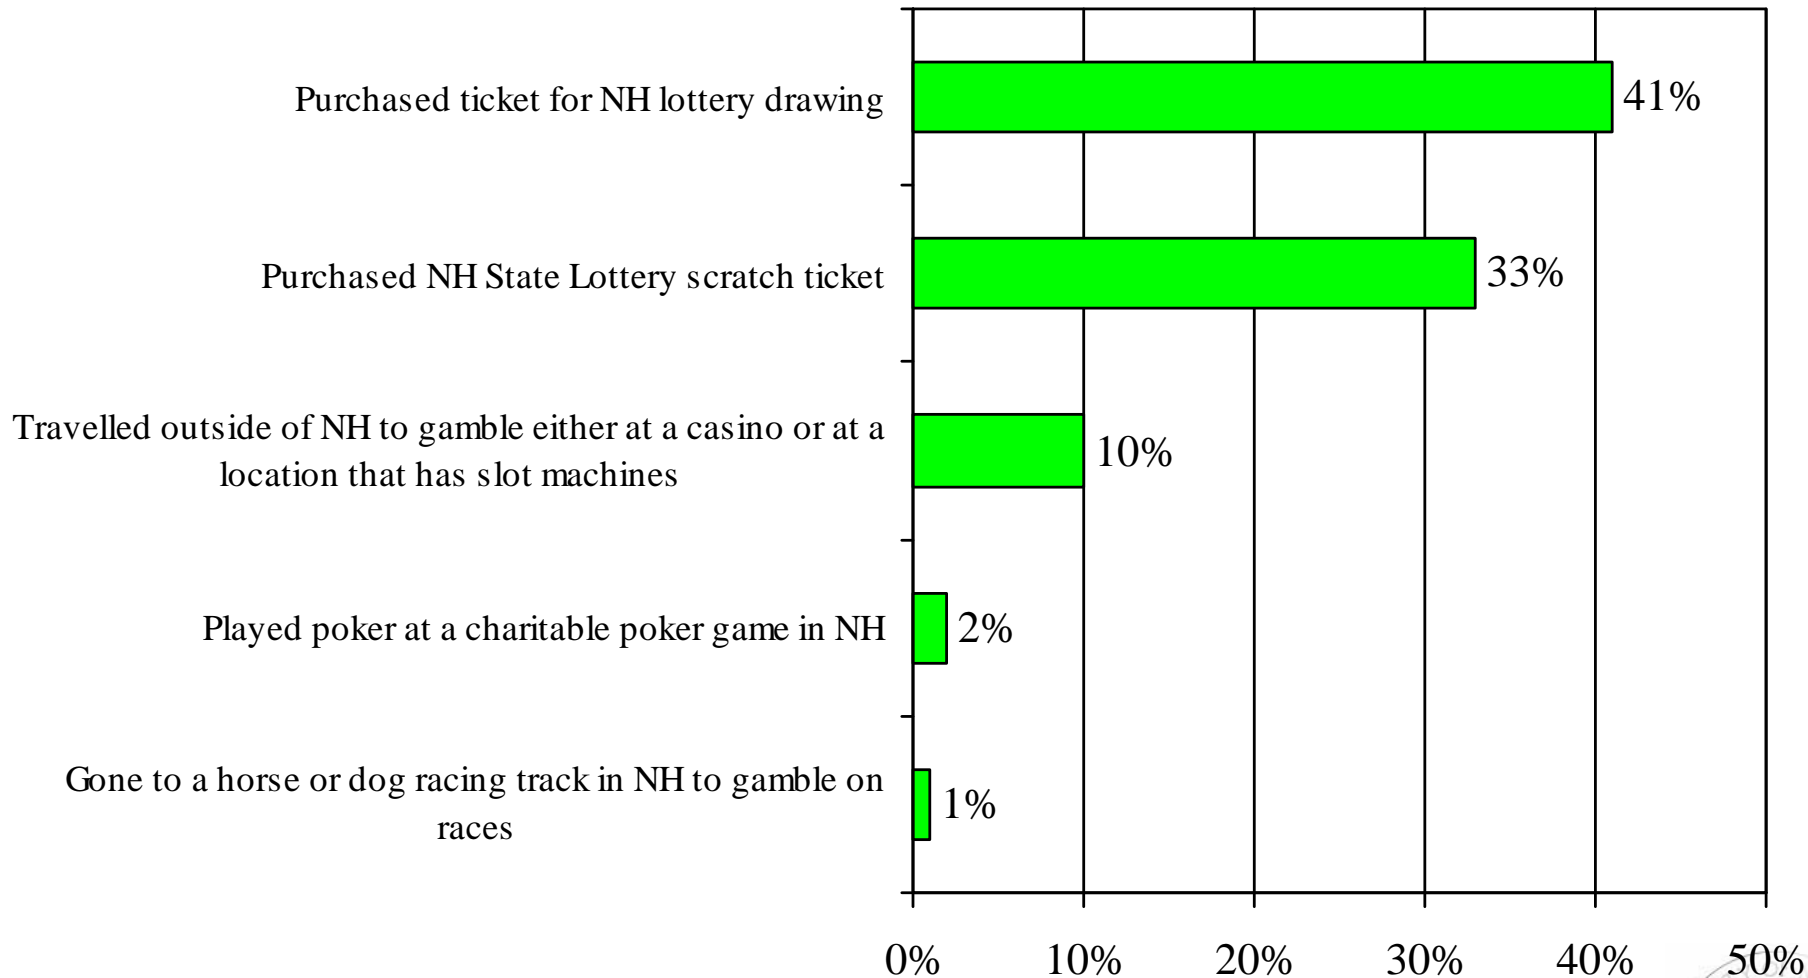 Purchased ticket for NH lottery drawing
41%
Purchased NH State Lottery scratch ticket
33%
Travelled outside of NH to gamble either at a casino or at a
location that has slot machines
10%
Played poker at a charitable poker game in NH
2%
Gone to a horse or dog racing track in NH to gamble on
races
1%
0% 10% 20% 30% 40% 50%